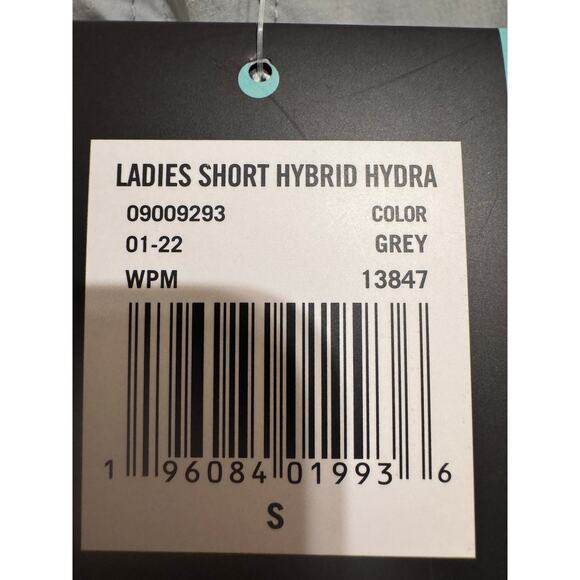 LADIES SHORT HYBRID HYDRA
09009293 COLOR
01-22 GREY
WPM 13847
1 96084 01993 6
S